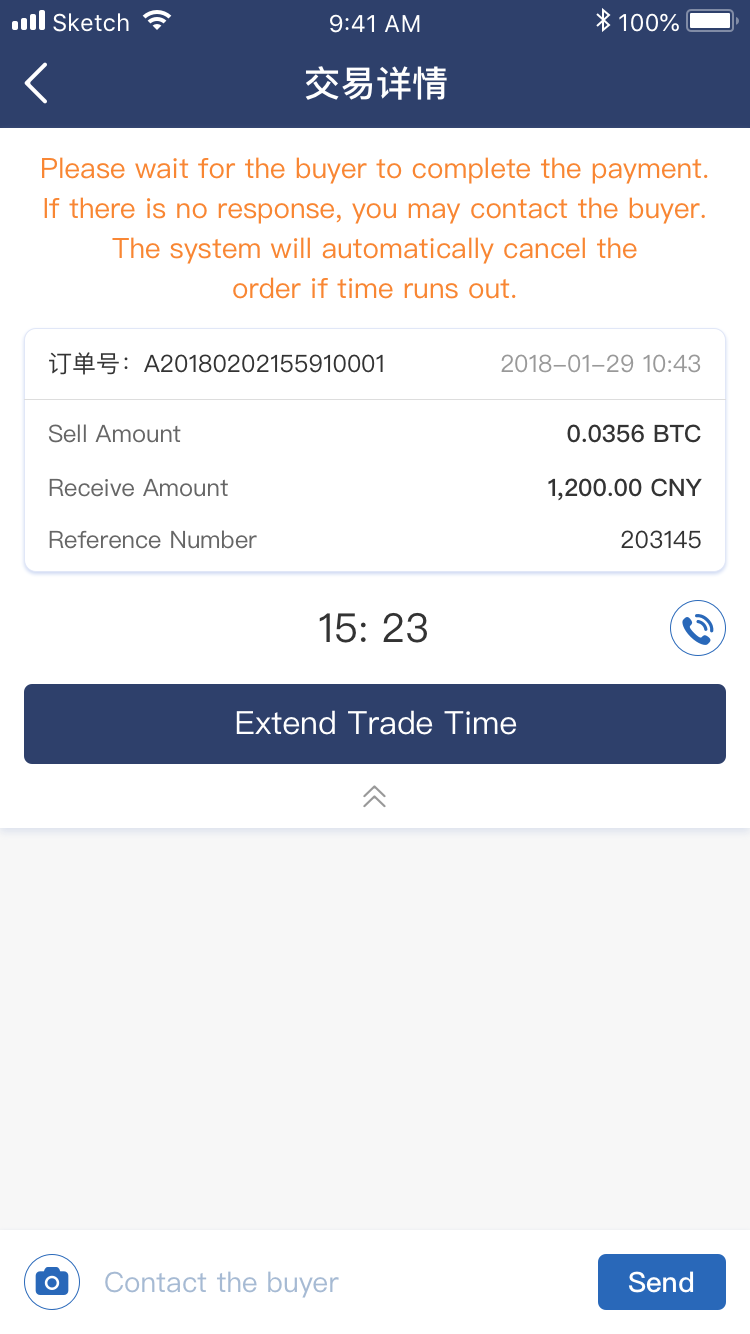 Sketch 9:41 AM 100%
交易详情
Please wait for the buyer to complete the payment.
If there is no response, you may contact the buyer.
The system will automatically cancel the
order if time runs out.
订单号：A20180202155910001 2018-01-29 10:43
Sell Amount 0.0356 BTC
Receive Amount 1,200.00 CNY
Reference Number 203145
15: 23
Extend Trade Time
Contact the buyer Send